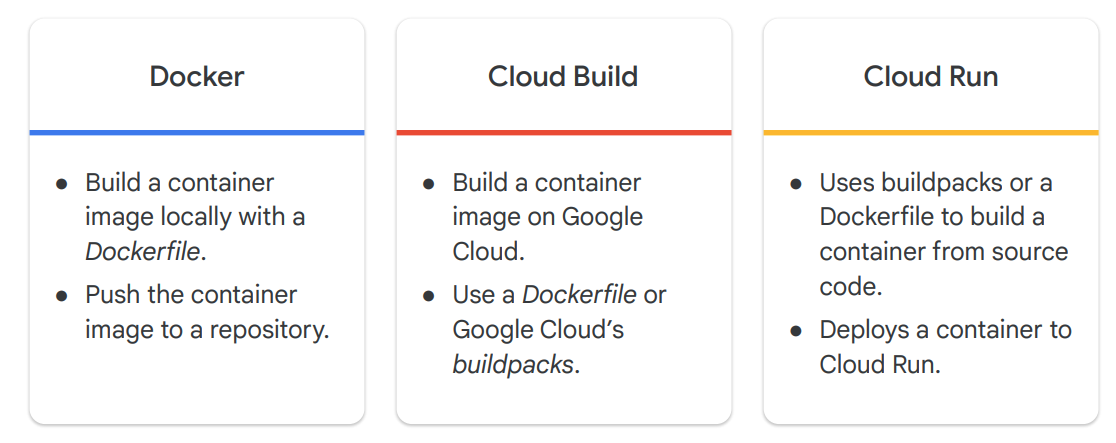 Docker
● Build a container
image locally with a
Dockerfile.
● Push the container
image to a repository.
Cloud Build
● Build a container
image on Google
Cloud.
● Use a Dockerfile or
Google Cloud’s
buildpacks.
Cloud Run
● Uses buildpacks or a
Dockerfile to build a
container from source
code.
● Deploys a container to
Cloud Run.